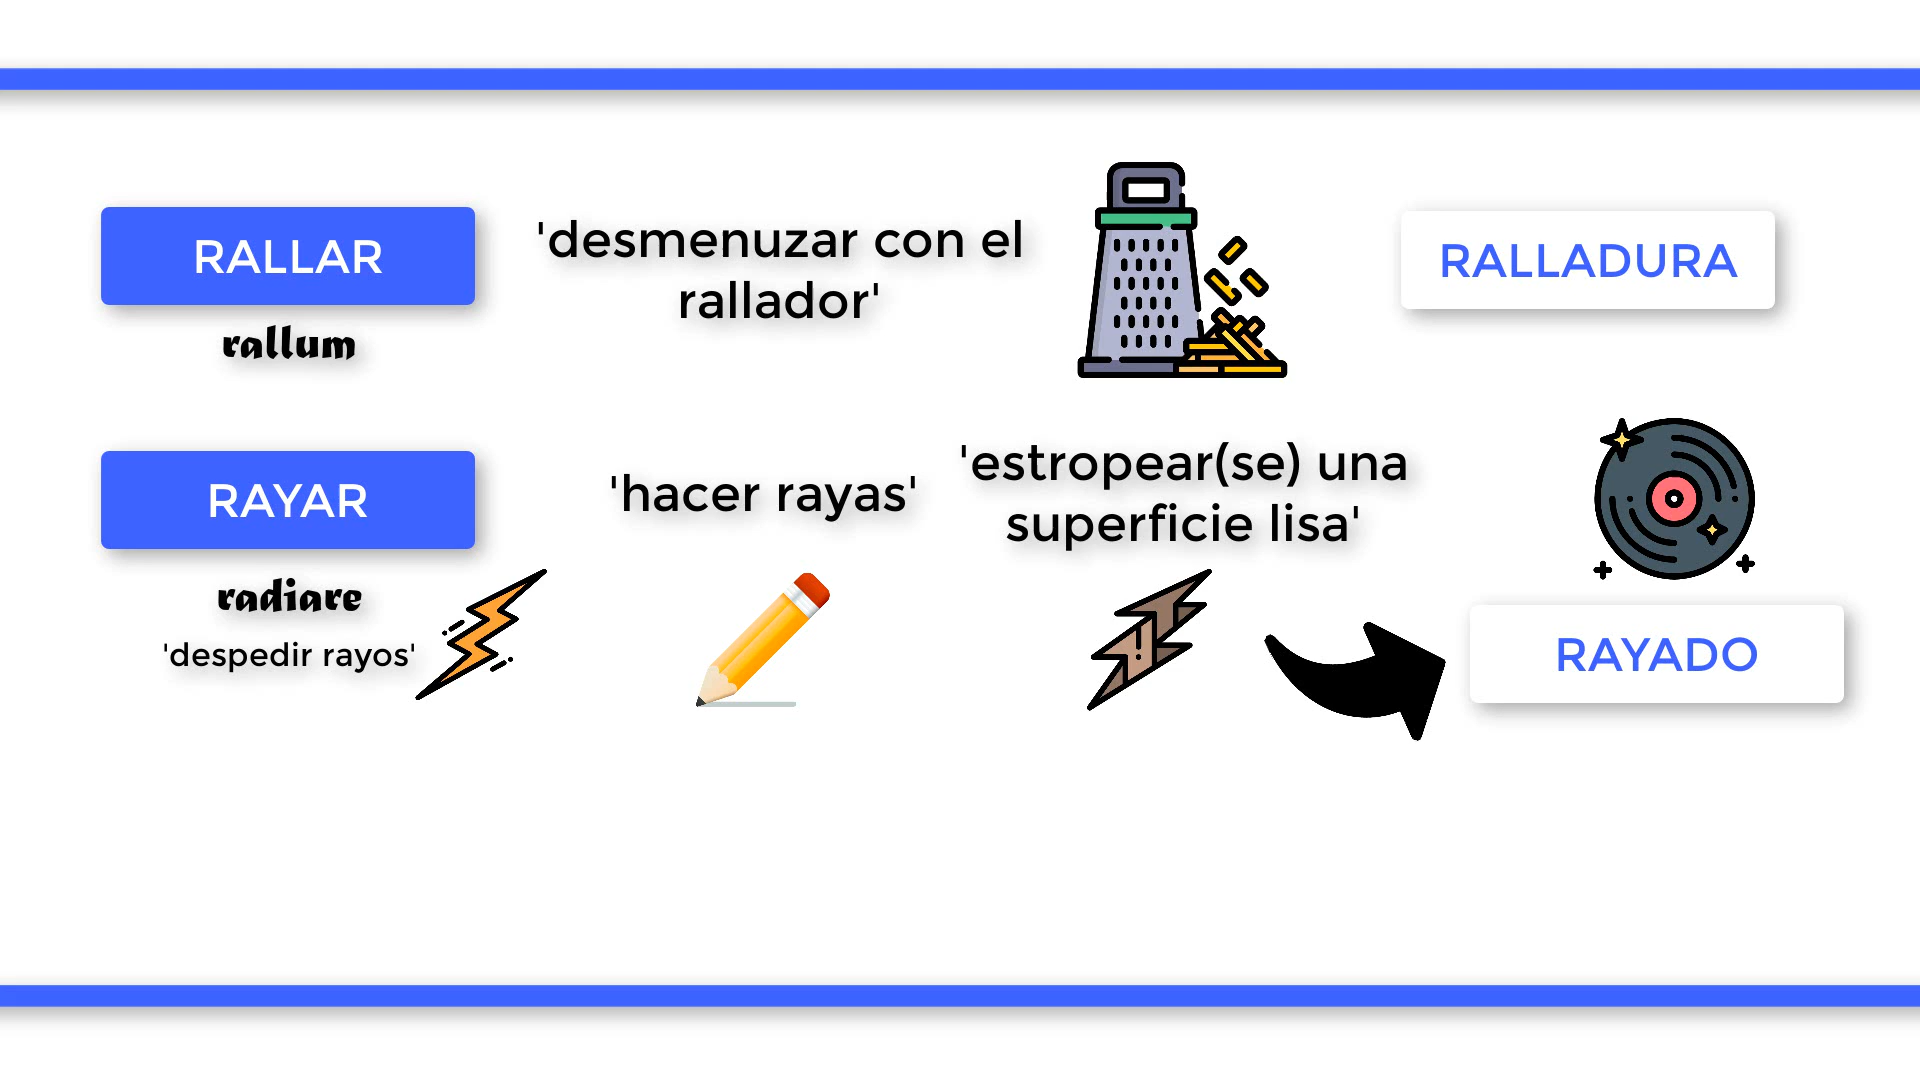 RALLAR
'desmenuzar con el
rallador'
RALLADURA
rallum
RAYAR
'hacer rayas'
'estropear(se) una
superficie lisa'
radiare
'despedir rayos'
RAYADO